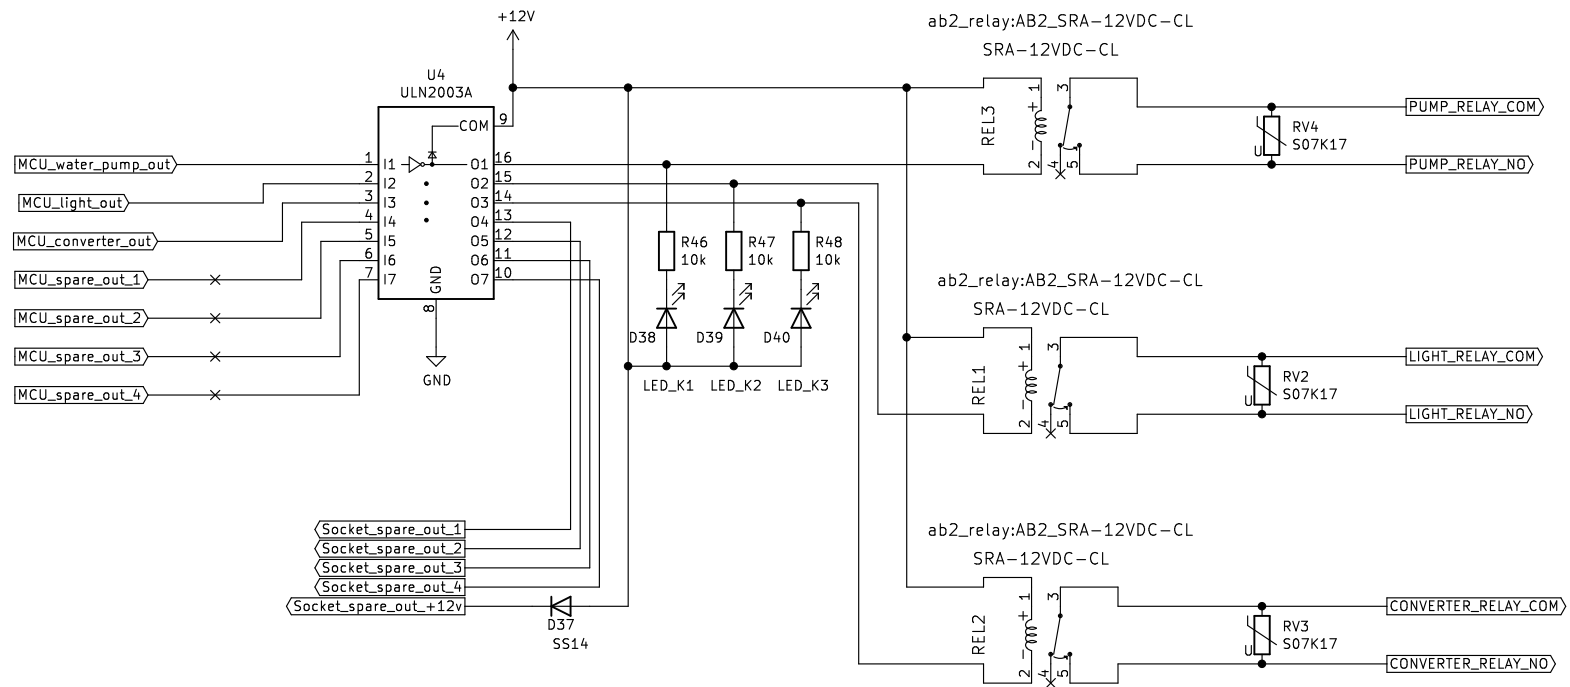 +12V
ab2_relay:AB2_SRA-12VDC-CL
SRA-12VDC-CL
U4
ULN2003A
COM
9
REL3
1
+
-
2
3
4
5
PUMP_RELAY_COM
RV4
S07K17
U
PUMP_RELAY_NO
MCU_water_pump_out
1
I1
O1
16
MCU_light_out
2
I2
O2
15
MCU_converter_out
3
I3
O3
14
4
I4
O4
13
5
I5
O5
12
6
I6
O6
11
7
I7
O7
10
MCU_spare_out_1
MCU_spare_out_2
MCU_spare_out_3
MCU_spare_out_4
GND
8
GND
R46
10k
R47
10k
R48
10k
D38
D39
D40
LED_K1
LED_K2
LED_K3
ab2_relay:AB2_SRA-12VDC-CL
SRA-12VDC-CL
REL1
1
+
-
2
3
4
5
LIGHT_RELAY_COM
RV2
S07K17
U
LIGHT_RELAY_NO
Socket_spare_out_1
Socket_spare_out_2
Socket_spare_out_3
Socket_spare_out_4
Socket_spare_out_+12v
D37
SS14
ab2_relay:AB2_SRA-12VDC-CL
SRA-12VDC-CL
REL2
1
+
-
2
3
4
5
CONVERTER_RELAY_COM
RV3
S07K17
U
CONVERTER_RELAY_NO